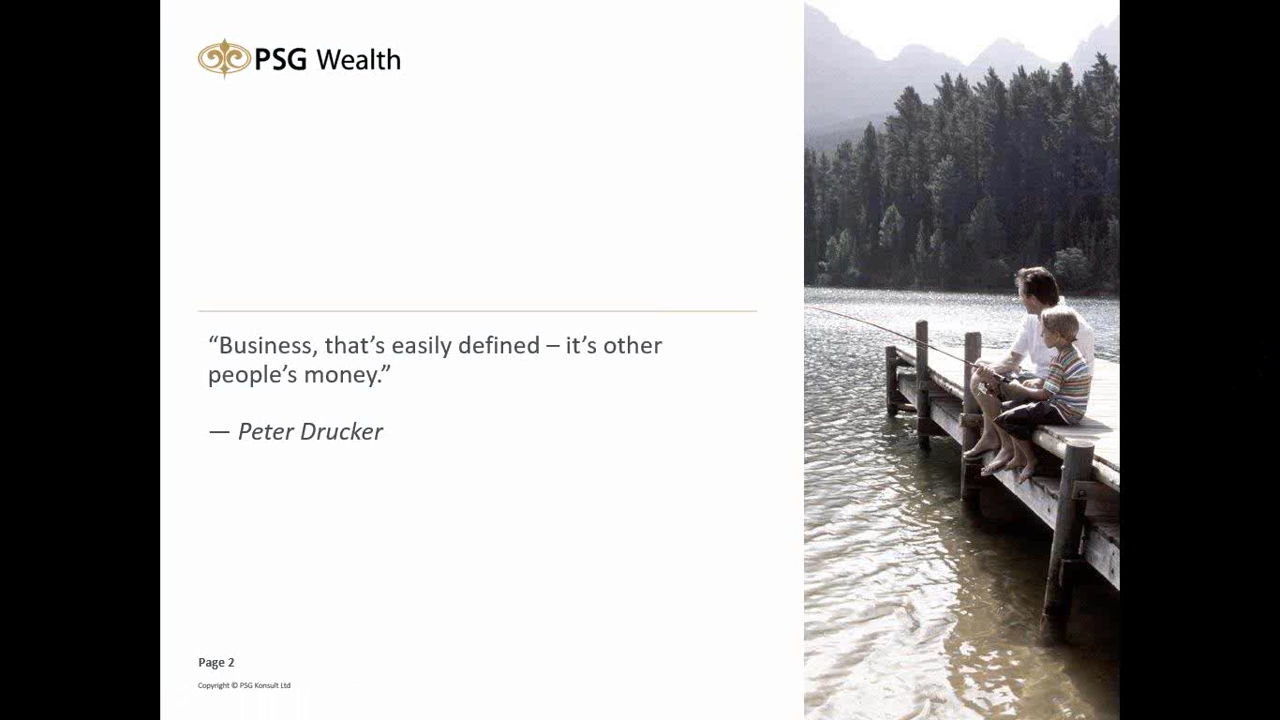 PSG Wealth
“Business, that’s easily defined – it’s other
people’s money.”
— Peter Drucker
Page 2
Copyright © PSG Konsult Ltd